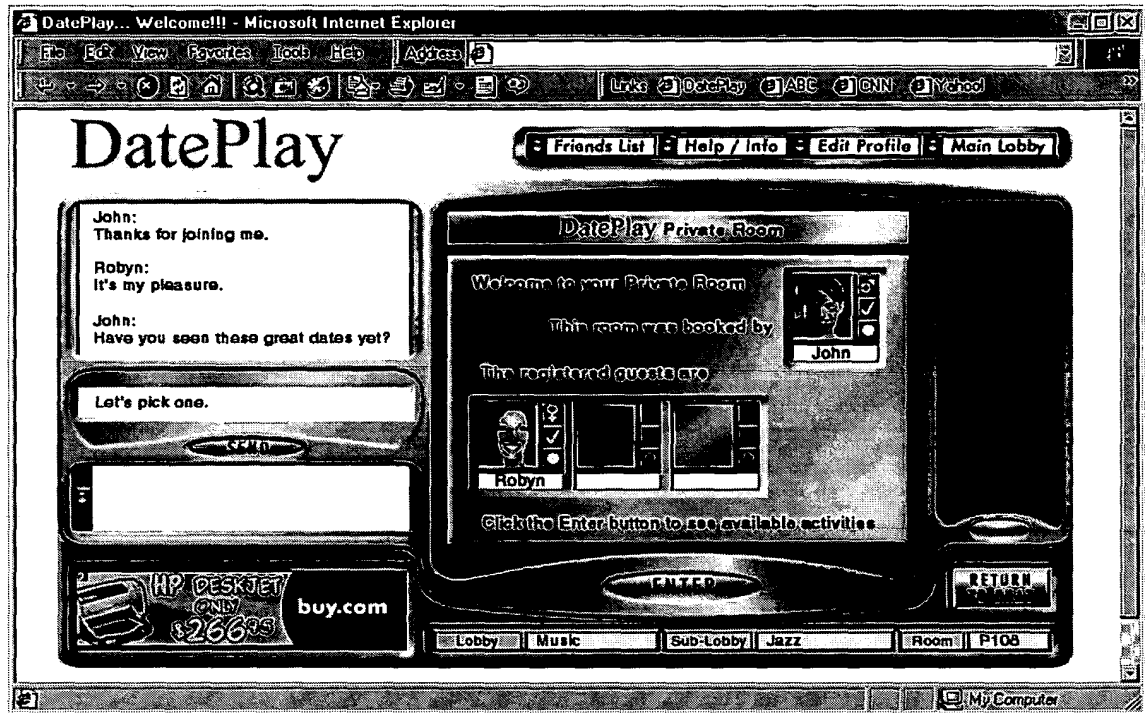 DatePlay... Welcome!!! - Microsoft Internet Explorer
File Edit View Favorites Tools Help Address
Links DatePlay ABC CNN Yahoo!
DatePlay
Friends List Help / Info Edit Profile Main Lobby
John:
Thanks for joining me.
Robyn:
It's my pleasure.
John:
Have you seen these great dates yet?
Let's pick one.
SEND
DatePlay Private Room
Welcome to your Private Room
This room was booked by
John
The registered guests are
Robyn
Click the Enter button to see available activities
ENTER
HP DESKJET
ONLY
$266.95
buy.com
RETURN
Lobby Music Sub-Lobby Jazz Room P108
My Computer